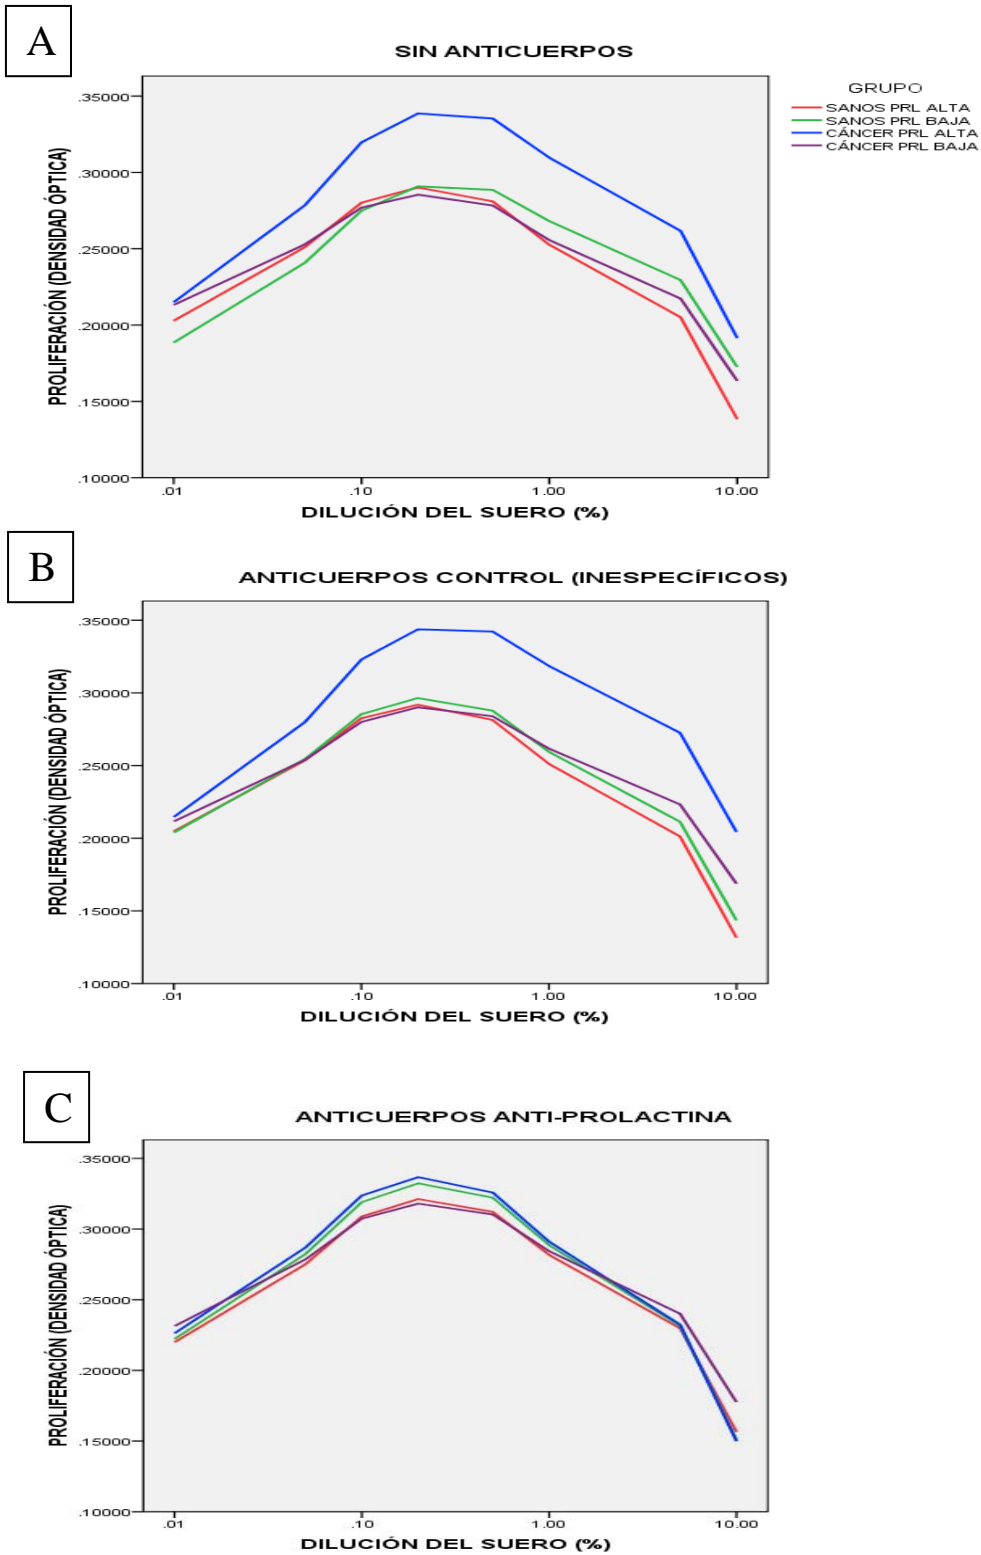 A
SIN ANTICUERPOS
GRUPO
SANOS PRL ALTA
SANOS PRL BAJA
CÁNCER PRL ALTA
CÁNCER PRL BAJA
PROLIFERACIÓN (DENSIDAD ÓPTICA)
.35000
.30000
.25000
.20000
.15000
.10000
.01
.10
1.00
10.00
DILUCIÓN DEL SUERO (%)
B
ANTICUERPOS CONTROL (INESPECÍFICOS)
PROLIFERACIÓN (DENSIDAD ÓPTICA)
.35000
.30000
.25000
.20000
.15000
.10000
.01
.10
1.00
10.00
DILUCIÓN DEL SUERO (%)
C
ANTICUERPOS ANTI-PROLACTINA
PROLIFERACIÓN (DENSIDAD ÓPTICA)
.35000
.30000
.25000
.20000
.15000
.10000
.01
.10
1.00
10.00
DILUCIÓN DEL SUERO (%)